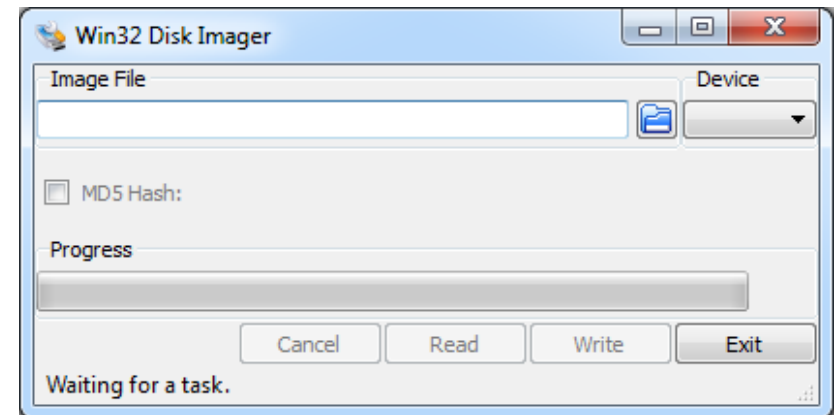 Win32 Disk Imager
Image File Device
MD5 Hash:
Progress
Cancel Read Write Exit
Waiting for a task.